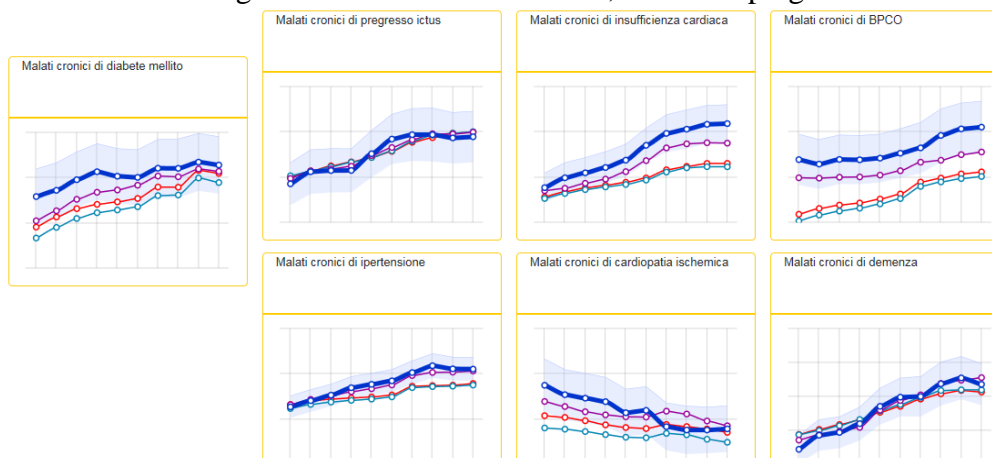 Malati cronici di pregresso ictus
Malati cronici di insufficienza cardiaca
Malati cronici di BPCO
Malati cronici di diabete mellito
Malati cronici di ipertensione
Malati cronici di cardiopatia ischemica
Malati cronici di demenza